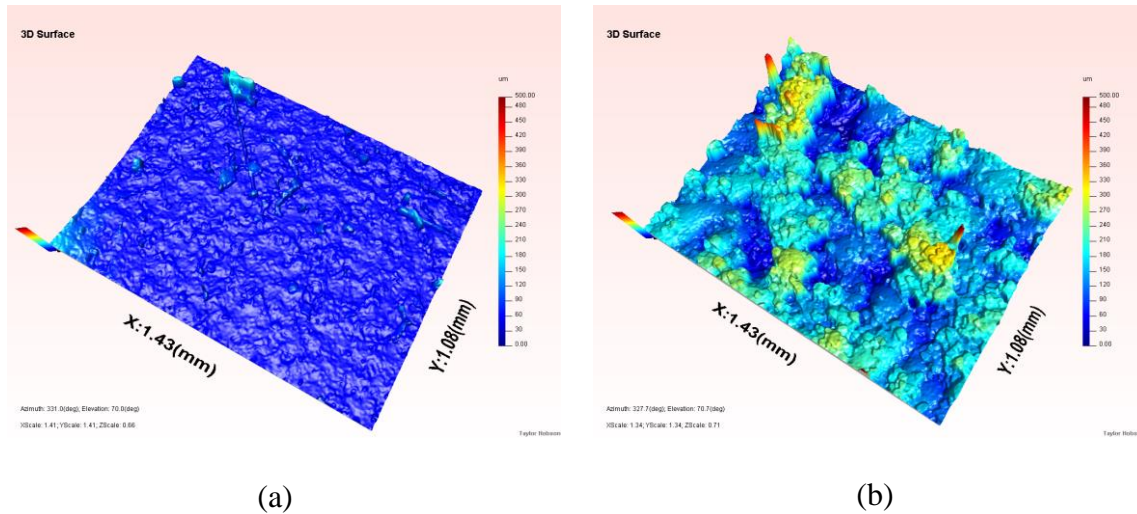 3D Surface
um
500.00
480
420
390
360
330
300
270
240
210
180
150
120
90
60
30
0.00
X:1.43(mm)
Y:1.08(mm)
Azimuth: 331.0(deg); Elevation: 70.0(deg)
XScale: 1.41; YScale: 1.41; ZScale: 0.66
Taylor Hobson
(a)
3D Surface
um
500.00
480
420
390
360
330
300
270
240
210
180
150
120
90
60
30
0.00
X:1.43(mm)
Y:1.08(mm)
Azimuth: 327.7(deg); Elevation: 70.7(deg)
XScale: 1.34; YScale: 1.34; ZScale: 0.71
Taylor Hobson
(b)